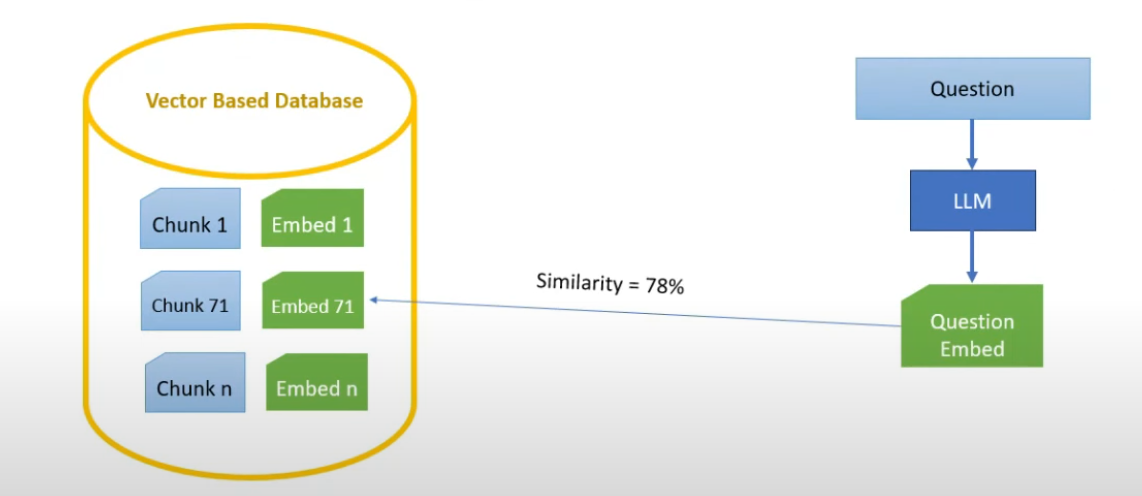 Vector Based Database
Question
LLM
Chunk 1
Embed 1
Similarity = 78%
Chunk 71
Embed 71
Question
Embed
Chunk n
Embed n